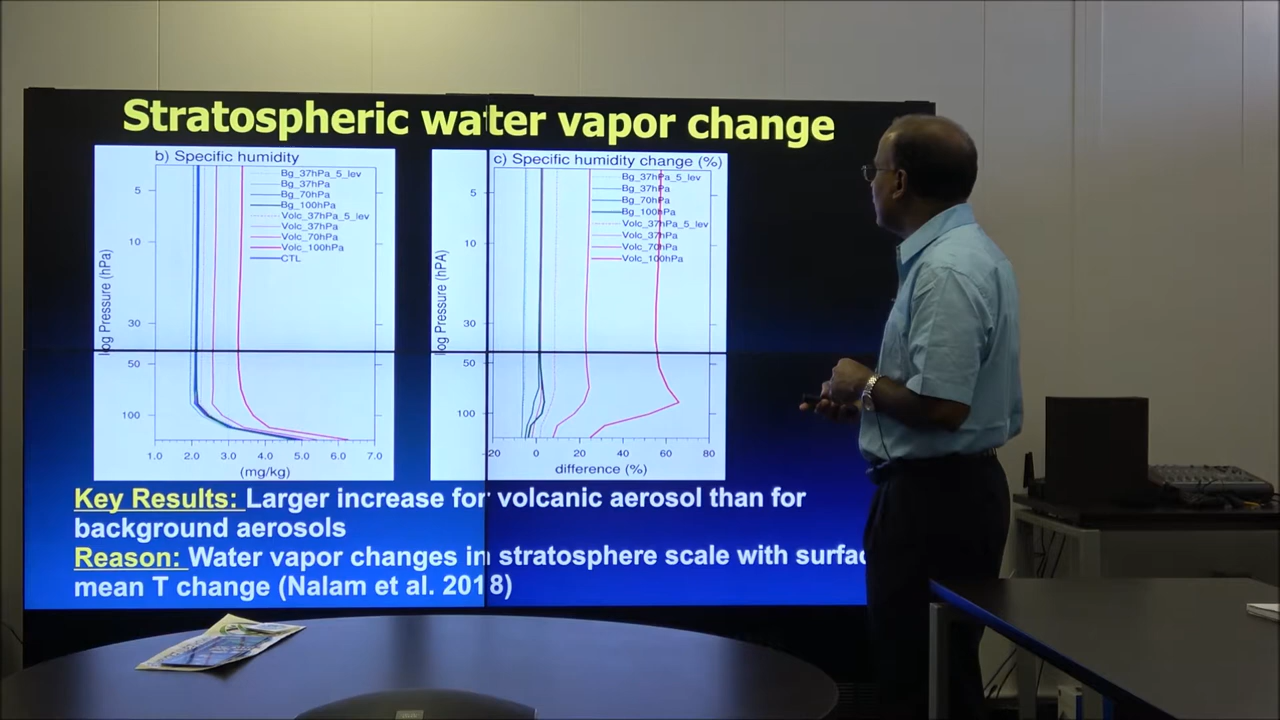 Stratospheric water vapor change
b) Specific humidity
5
10
30
50
100
log Pressure (hPa)
Bg_37hPa_5_lev
Bg_37hPa
Bg_70hPa
Bg_100hPa
Volc_37hPa_5_lev
Volc_37hPa
Volc_70hPa
Volc_100hPa
CTL
1.0 2.0 3.0 4.0 5.0 6.0 7.0
(mg/kg)
c) Specific humidity change (%)
5
10
30
50
100
log Pressure (hPA)
Bg_37hPa_5_lev
Bg_37hPa
Bg_70hPa
Bg_100hPa
Volc_37hPa_5_lev
Volc_37hPa
Volc_70hPa
Volc_100hPa
20 0 20 40 60 80
difference (%)
Key Results: Larger increase for volcanic aerosol than for
background aerosols
Reason: Water vapor changes in stratosphere scale with
mean T change (Nalam et al. 2018)